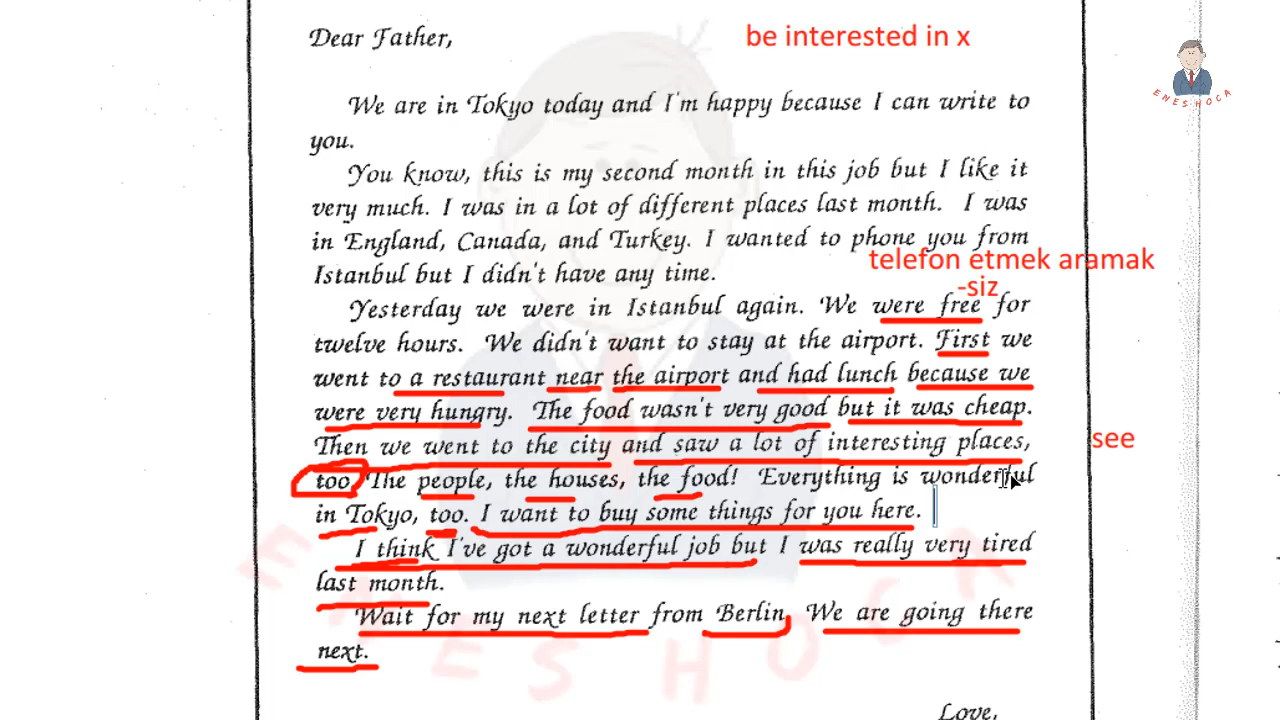 Dear Father,
be interested in x
ENES HOCA
We are in Tokyo today and I'm happy because I can write to
you.
You know, this is my second month in this job but I like it
very much. I was in a lot of different places last month. I was
in England, Canada, and Turkey. I wanted to phone you from
telefon etmek aramak
Istanbul but I didn't have any time.
-siz
Yesterday we were in Istanbul again. We were free for
twelve hours. We didn't want to stay at the airport. First we
went to a restaurant near the airport and had lunch because we
were very hungry. The food wasn't very good but it was cheap.
Then we went to the city and saw a lot of interesting places,
see
too. The people, the houses, the food! Everything is wonderful
in Tokyo, too. I want to buy some things for you here.
I think I've got a wonderful job but I was really very tired
last month.
Wait for my next letter from Berlin. We are going there
next.
ENES HOCA
Love,